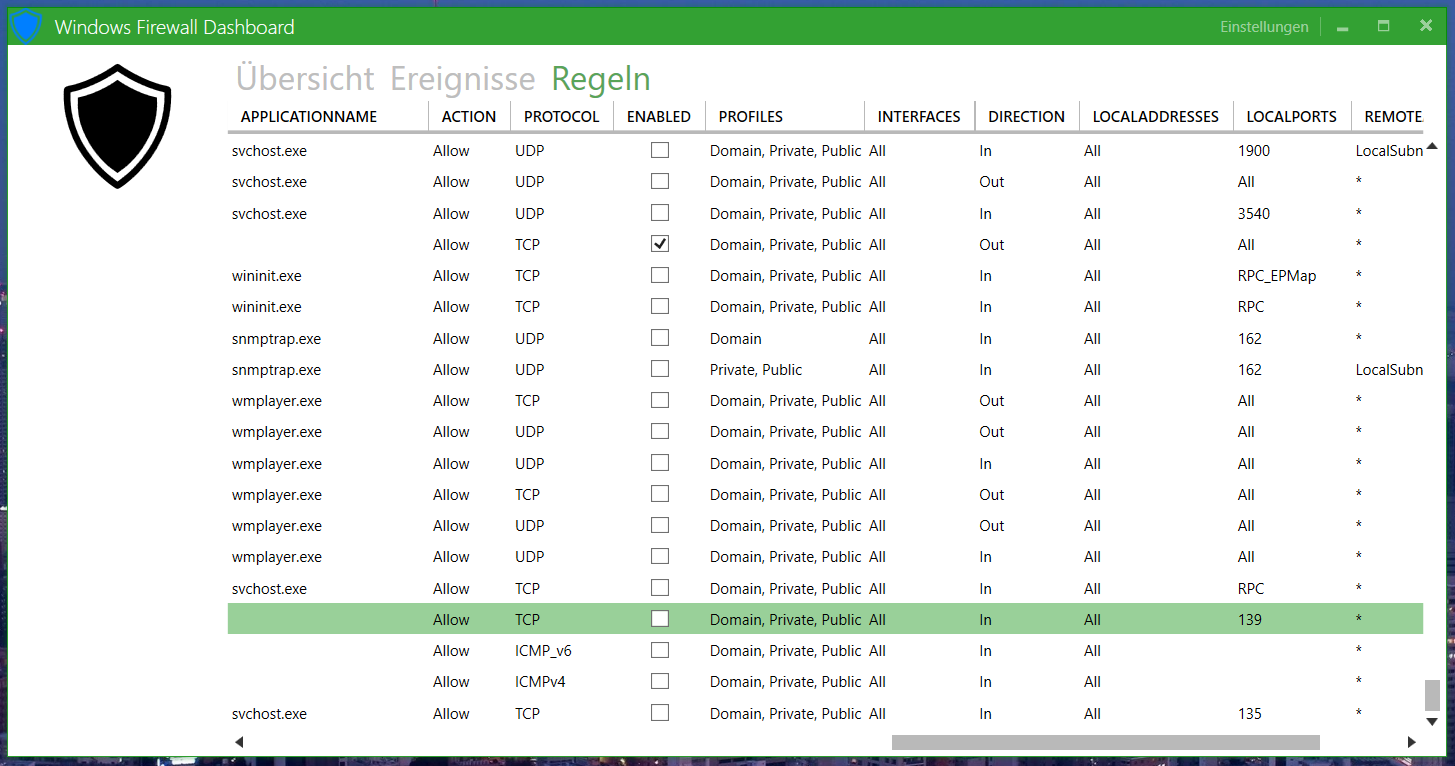 Windows Firewall Dashboard Einstellungen
Übersicht Ereignisse Regeln
APPLICATIONNAME ACTION PROTOCOL ENABLED PROFILES INTERFACES DIRECTION LOCALADDRESSES LOCALPORTS REMOTE
svchost.exe Allow UDP Domain, Private, Public All In All 1900 LocalSubn
svchost.exe Allow UDP Domain, Private, Public All Out All All *
svchost.exe Allow UDP Domain, Private, Public All In All 3540 *
Allow TCP Domain, Private, Public All Out All All *
wininit.exe Allow TCP Domain, Private, Public All In All RPC_EPMap *
wininit.exe Allow TCP Domain, Private, Public All In All RPC *
snmptrap.exe Allow UDP Domain All In All 162 *
snmptrap.exe Allow UDP Private, Public All In All 162 LocalSubn
wmplayer.exe Allow TCP Domain, Private, Public All Out All All *
wmplayer.exe Allow UDP Domain, Private, Public All Out All All *
wmplayer.exe Allow UDP Domain, Private, Public All In All All *
wmplayer.exe Allow TCP Domain, Private, Public All Out All All *
wmplayer.exe Allow UDP Domain, Private, Public All Out All All *
wmplayer.exe Allow UDP Domain, Private, Public All In All All *
svchost.exe Allow TCP Domain, Private, Public All In All RPC *
Allow TCP Domain, Private, Public All In All 139 *
Allow ICMP_v6 Domain, Private, Public All In All *
Allow ICMPv4 Domain, Private, Public All In All *
svchost.exe Allow TCP Domain, Private, Public All In All 135 *